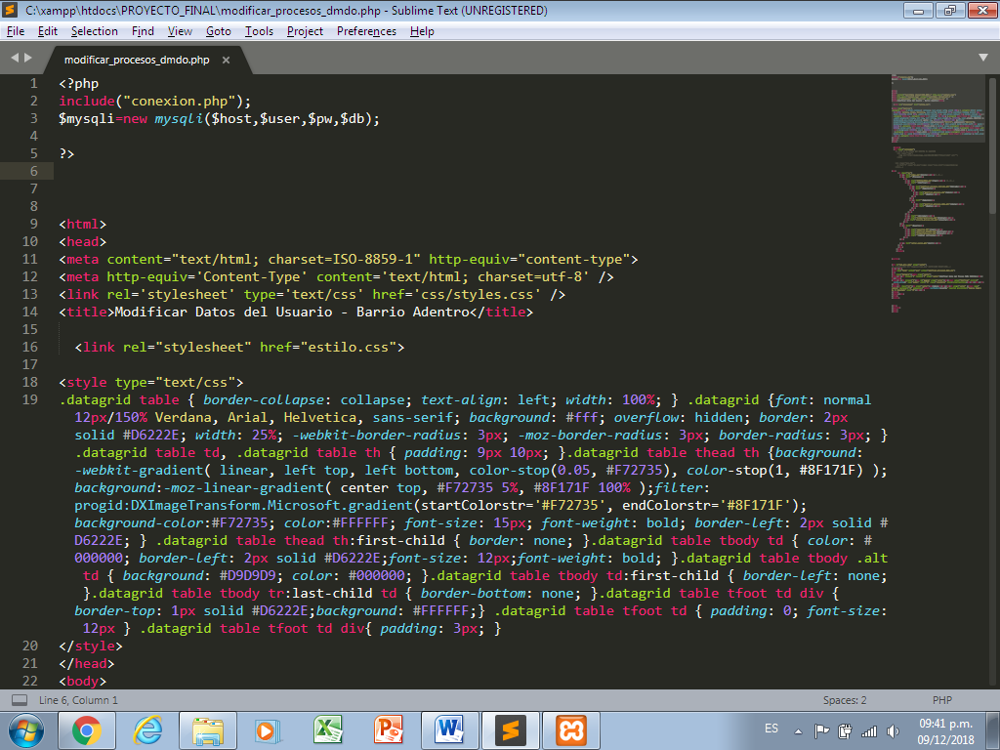 C:\xampp\htdocs\PROYECTO_FINAL\modificar_procesos_dmdo.php - Sublime Text (UNREGISTERED)
File Edit Selection Find View Goto Tools Project Preferences Help
modificar_procesos_dmdo.php ×
1 <?php
2 include("conexion.php");
3 $mysqli=new mysqli($host,$user,$pw,$db);
4
5 ?>
6
7
8
9 <html>
10 <head>
11 <meta content="text/html; charset=ISO-8859-1" http-equiv="content-type">
12 <meta http-equiv='Content-Type' content='text/html; charset=utf-8' />
13 <link rel='stylesheet' type='text/css' href='css/styles.css' />
14 <title>Modificar Datos del Usuario - Barrio Adentro</title>
15
16 <link rel="stylesheet" href="estilo.css">
17
18 <style type="text/css">
19 .datagrid table { border-collapse: collapse; text-align: left; width: 100%; } .datagrid {font: normal
12px/150% Verdana, Arial, Helvetica, sans-serif; background: #fff; overflow: hidden; border: 2px
solid #D6222E; width: 25%; -webkit-border-radius: 3px; -moz-border-radius: 3px; border-radius: 3px; }
.datagrid table td, .datagrid table th { padding: 9px 10px; }.datagrid table thead th {background:
-webkit-gradient( linear, left top, left bottom, color-stop(0.05, #F72735), color-stop(1, #8F171F) );
background:-moz-linear-gradient( center top, #F72735 5%, #8F171F 100% );filter:
progid:DXImageTransform.Microsoft.gradient(startColorstr='#F72735', endColorstr='#8F171F');
background-color:#F72735; color:#FFFFFF; font-size: 15px; font-weight: bold; border-left: 2px solid #
D6222E; } .datagrid table thead th:first-child { border: none; }.datagrid table tbody td { color: #
000000; border-left: 2px solid #D6222E;font-size: 12px;font-weight: bold; }.datagrid table tbody .alt
td { background: #D9D9D9; color: #000000; }.datagrid table tbody td:first-child { border-left: none;
}.datagrid table tbody tr:last-child td { border-bottom: none; }.datagrid table tfoot td div {
border-top: 1px solid #D6222E;background: #FFFFFF;} .datagrid table tfoot td { padding: 0; font-size:
12px } .datagrid table tfoot td div{ padding: 3px; }
20 </style>
21 </head>
22 <body>
Line 6, Column 1 Spaces: 2 PHP
ES 09:41 p.m.
09/12/2018